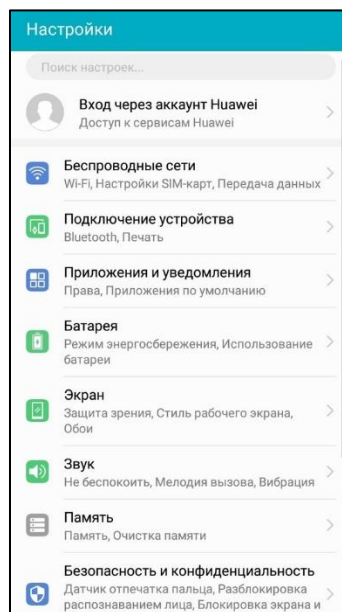 Настройки
Поиск настроек...
Вход через аккаунт Huawei
Доступ к сервисам Huawei
Беспроводные сети
Wi-Fi, Настройки SIM-карт, Передача данных
Подключение устройства
Bluetooth, Печать
Приложения и уведомления
Права, Приложения по умолчанию
Батарея
Режим энергосбережения, Использование
батареи
Экран
Защита зрения, Стиль рабочего экрана,
Обои
Звук
Не беспокоить, Мелодия вызова, Вибрация
Память
Память, Очистка памяти
Безопасность и конфиденциальность
Датчик отпечатка пальца, Разблокировка
распознаванием лица, Блокировка экрана и